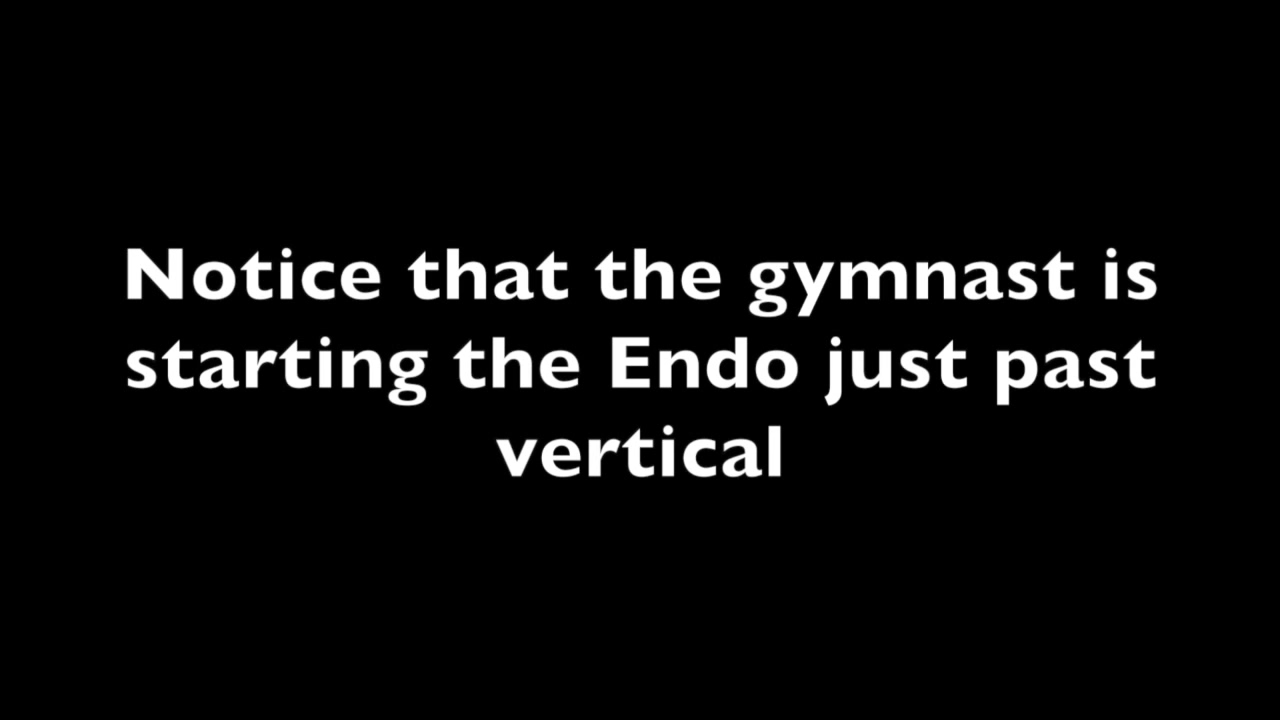 Notice that the gymnast is
starting the Endo just past
vertical